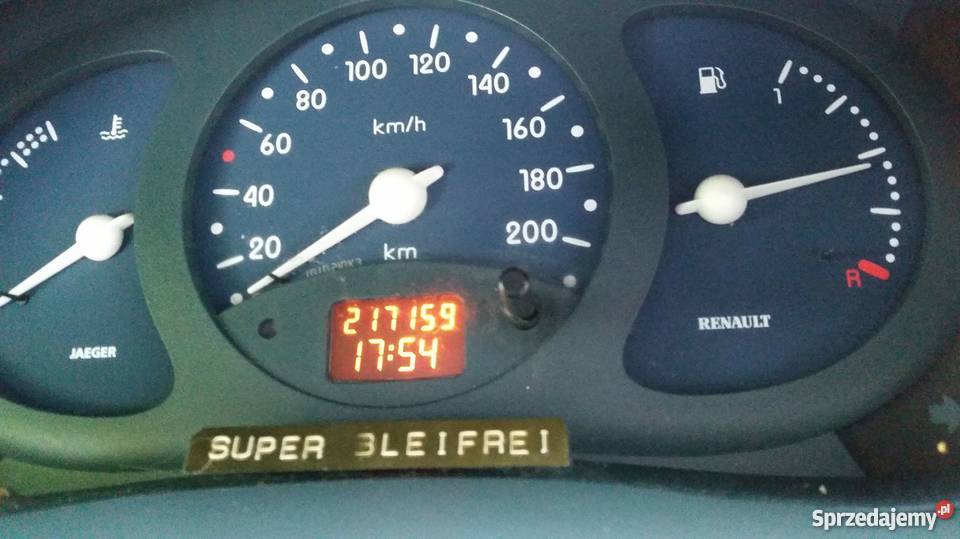 20
40
60
80
100
120
140
160
180
200
km/h
km
217159
17:54
JAEGER
1
R
RENAULT
SUPER BLEIFREI
Sprzedajemy.pl